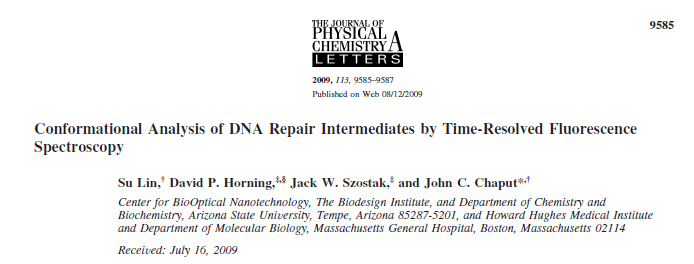 THE JOURNAL OF
PHYSICAL
CHEMISTRY A
LETTERS
9585
2009, 113, 9585–9587
Published on Web 08/12/2009
Conformational Analysis of DNA Repair Intermediates by Time-Resolved Fluorescence
Spectroscopy
Su Lin,† David P. Horning,‡,§ Jack W. Szostak,‡ and John C. Chaput*,†
Center for BioOptical Nanotechnology, The Biodesign Institute, and Department of Chemistry and
Biochemistry, Arizona State University, Tempe, Arizona 85287-5201, and Howard Hughes Medical Institute
and Department of Molecular Biology, Massachusetts General Hospital, Boston, Massachusetts 02114
Received: July 16, 2009